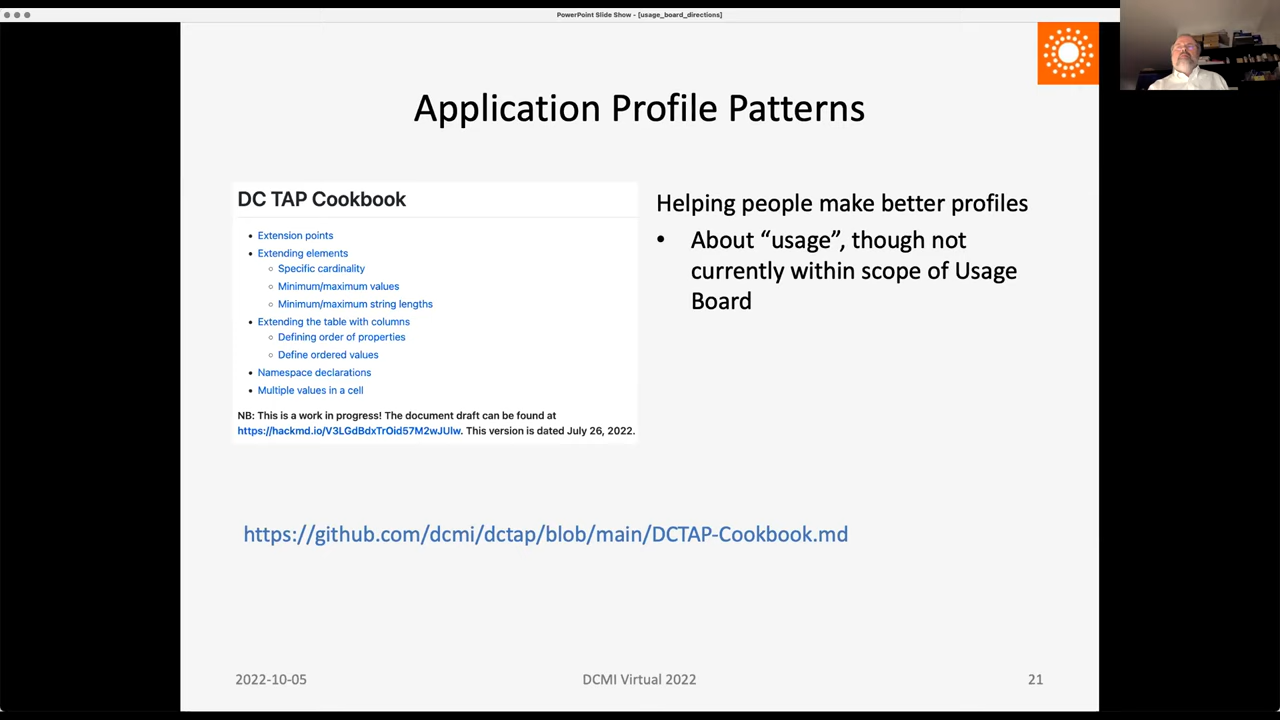 PowerPoint Slide Show - [usage_board_directions]
Application Profile Patterns
DC TAP Cookbook
• Extension points
• Extending elements
◦ Specific cardinality
◦ Minimum/maximum values
◦ Minimum/maximum string lengths
• Extending the table with columns
◦ Defining order of properties
◦ Define ordered values
• Namespace declarations
• Multiple values in a cell
NB: This is a work in progress! The document draft can be found at
https://hackmd.io/V3LGdBdxTrOid57M2wJUlw. This version is dated July 26, 2022.
Helping people make better profiles
• About “usage”, though not
currently within scope of Usage
Board
https://github.com/dcmi/dctap/blob/main/DCTAP-Cookbook.md
2022-10-05
DCMI Virtual 2022
21